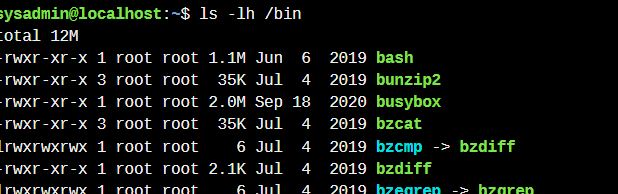 sysadmin@localhost:~$ ls -lh /bin
total 12M
-rwxr-xr-x 1 root root 1.1M Jun  6  2019 bash
-rwxr-xr-x 3 root root  35K Jul  4  2019 bunzip2
-rwxr-xr-x 1 root root 2.0M Sep 18  2020 busybox
-rwxr-xr-x 3 root root  35K Jul  4  2019 bzcat
lrwxrwxrwx 1 root root    6 Jul  4  2019 bzcmp -> bzdiff
-rwxr-xr-x 1 root root 2.1K Jul  4  2019 bzdiff
lrwxrwxrwx 1 root root    6 Jul  4  2019 bzegrep -> bzgrep